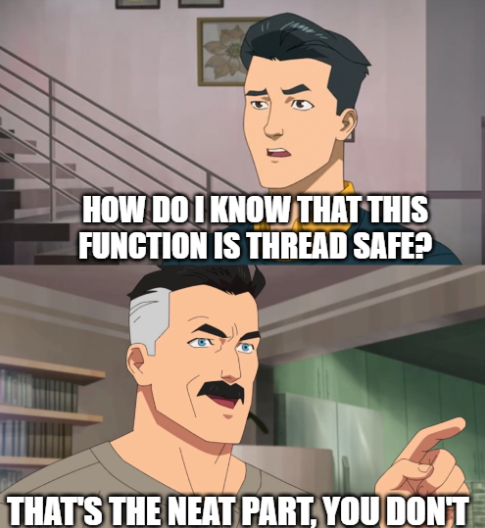 HOW DO I KNOW THAT THIS
FUNCTION IS THREAD SAFE?
THAT'S THE NEAT PART, YOU DON'T